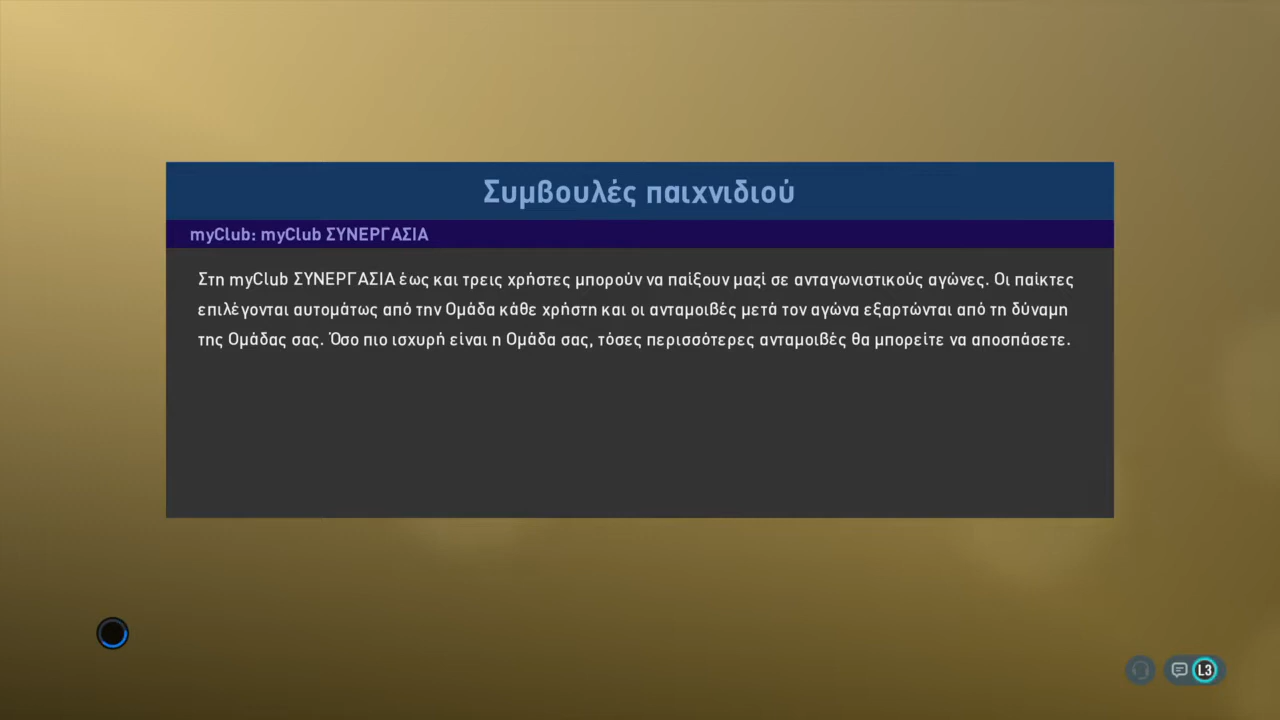 Συμβουλές παιχνιδιού
myClub: myClub ΣΥΝΕΡΓΑΣΙΑ
Στη myClub ΣΥΝΕΡΓΑΣΙΑ έως και τρεις χρήστες μπορούν να παίξουν μαζί σε ανταγωνιστικούς αγώνες. Οι παίκτες
επιλέγονται αυτομάτως από την Ομάδα κάθε χρήστη και οι ανταμοιβές μετά τον αγώνα εξαρτώνται από τη δύναμη
της Ομάδας σας. Όσο πιο ισχυρή είναι η Ομάδα σας, τόσες περισσότερες ανταμοιβές θα μπορείτε να αποσπάσετε.
L3